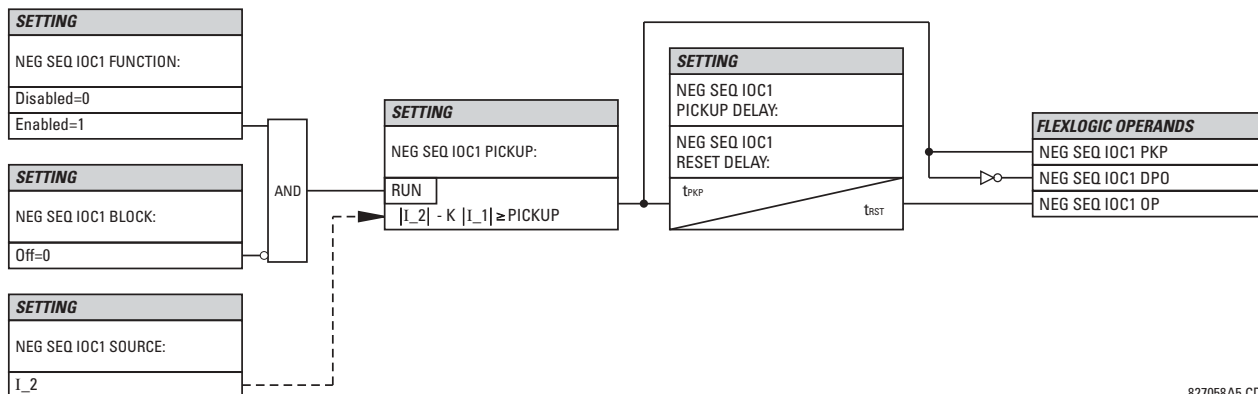 SETTING
NEG SEQ IOC1 FUNCTION:
Disabled=0
Enabled=1
SETTING
NEG SEQ IOC1 BLOCK:
Off=0
SETTING
NEG SEQ IOC1 SOURCE:
I_2
AND
SETTING
NEG SEQ IOC1 PICKUP:
RUN
|I_2| - K |I_1| ≥ PICKUP
SETTING
NEG SEQ IOC1
PICKUP DELAY:
NEG SEQ IOC1
RESET DELAY:
tPKP
tRST
FLEXLOGIC OPERANDS
NEG SEQ IOC1 PKP
NEG SEQ IOC1 DPO
NEG SEQ IOC1 OP